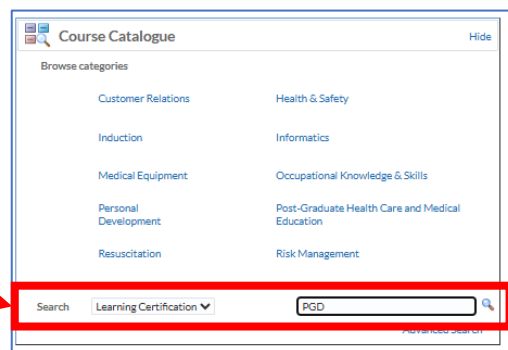 Course Catalogue Hide
Browse categories
Customer Relations Health & Safety
Induction Informatics
Medical Equipment Occupational Knowledge & Skills
Personal Post-Graduate Health Care and Medical
Development Education
Resuscitation Risk Management
Search Learning Certification PGD
Advanced Search